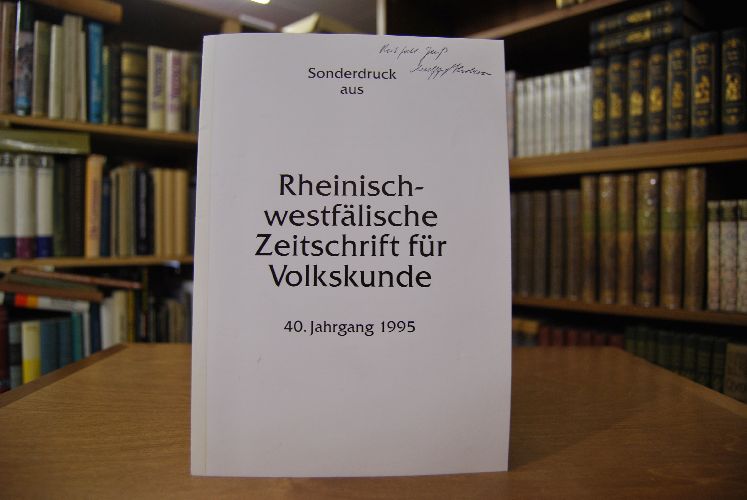 Sonderdruck
aus
Rheinisch-
westfälische
Zeitschrift für
Volkskunde
40. Jahrgang 1995